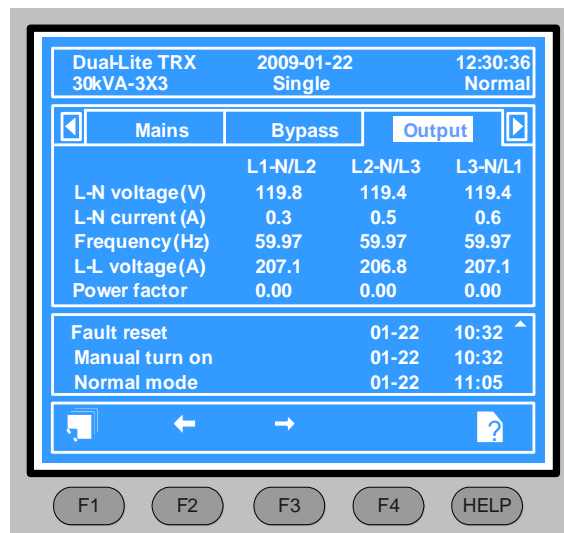 Dual-Lite TRX 2009-01-22 12:30:36
30kVA-3X3 Single Normal
Mains Bypass Output
L1-N/L2 L2-N/L3 L3-N/L1
L-N voltage(V) 119.8 119.4 119.4
L-N current (A) 0.3 0.5 0.6
Frequency(Hz) 59.97 59.97 59.97
L-L voltage(A) 207.1 206.8 207.1
Power factor 0.00 0.00 0.00
Fault reset 01-22 10:32
Manual turn on 01-22 10:32
Normal mode 01-22 11:05
?
F1 F2 F3 F4 HELP